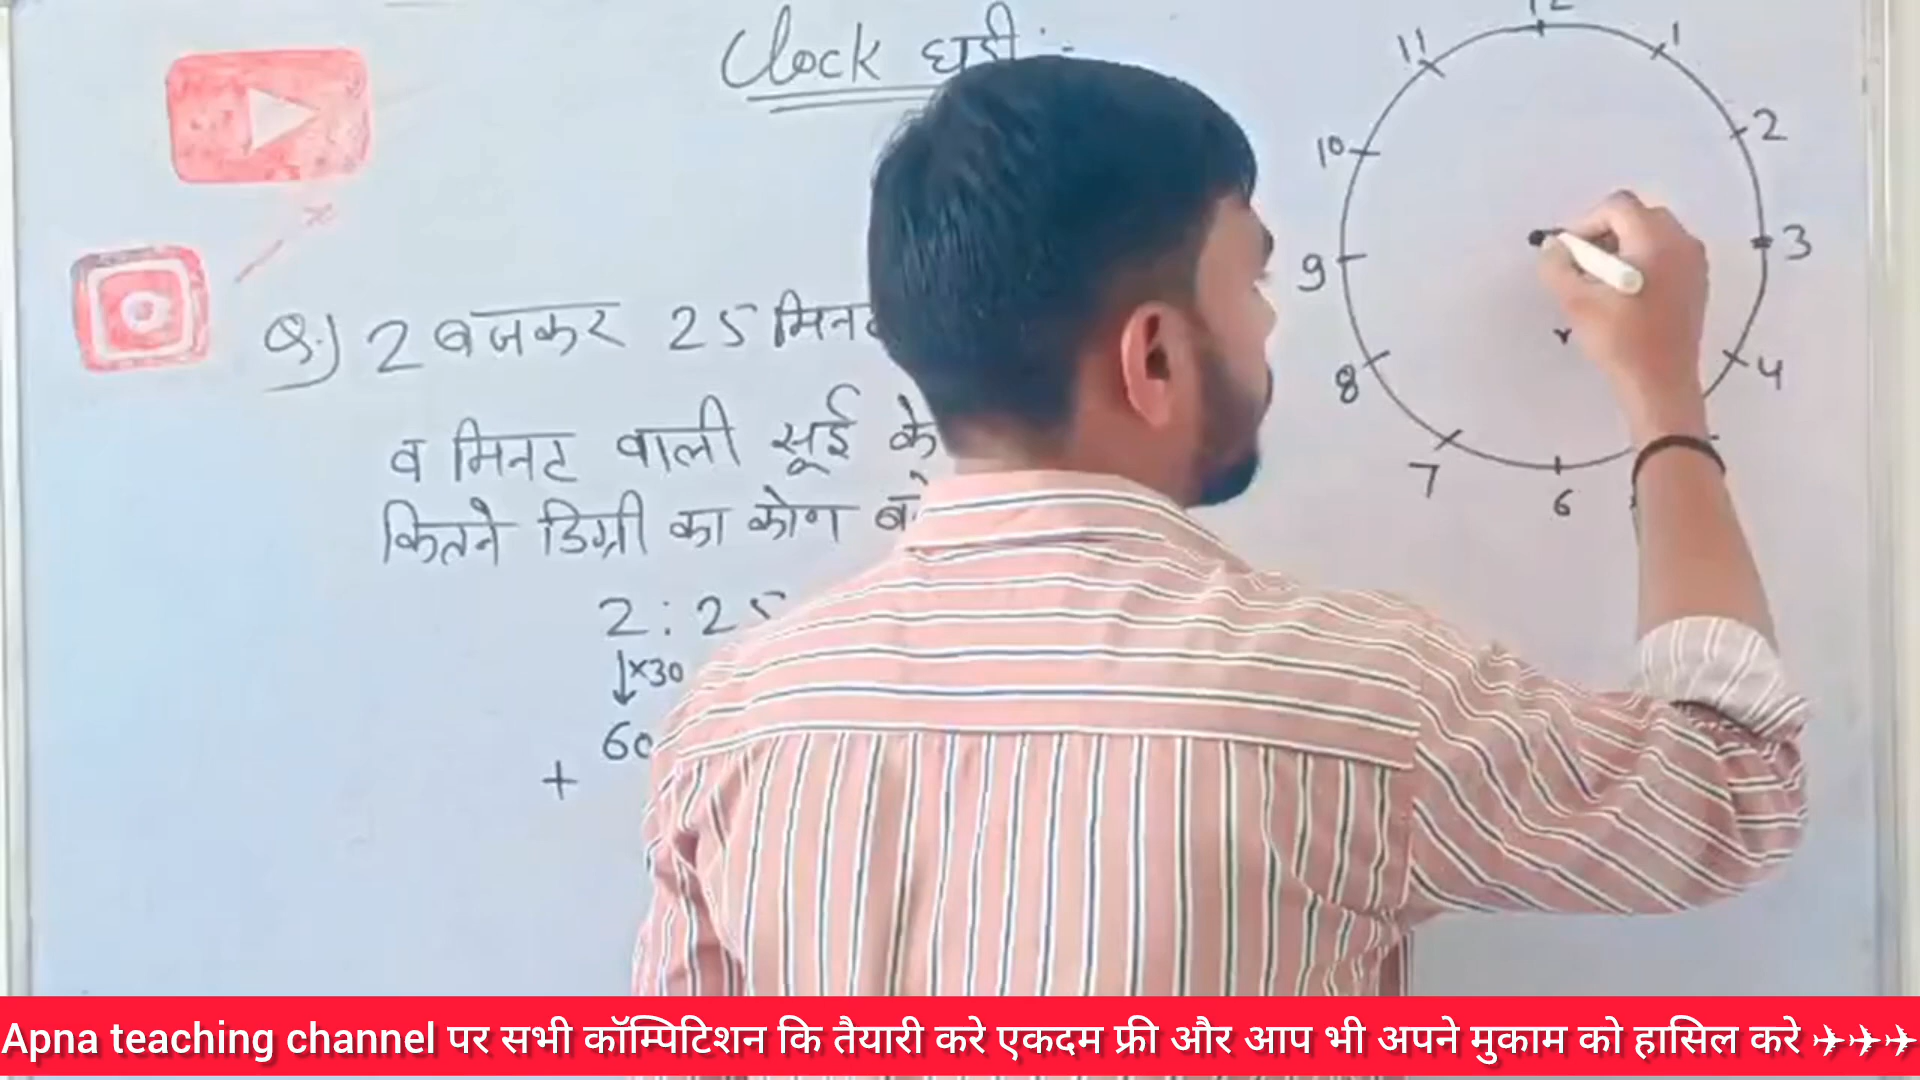 Clock घड़ी :-
Q.) 2 बजकर 25 मिनट
व मिनट वाली सूई के
कितने डिग्री का कोण
2 : 25
↓×30
60
+
12
1
2
3
4
6
7
8
9
10
11
Apna teaching channel पर सभी कॉम्पिटिशन कि तैयारी करे एकदम फ्री और आप भी अपने मुकाम को हासिल करे ✈✈✈